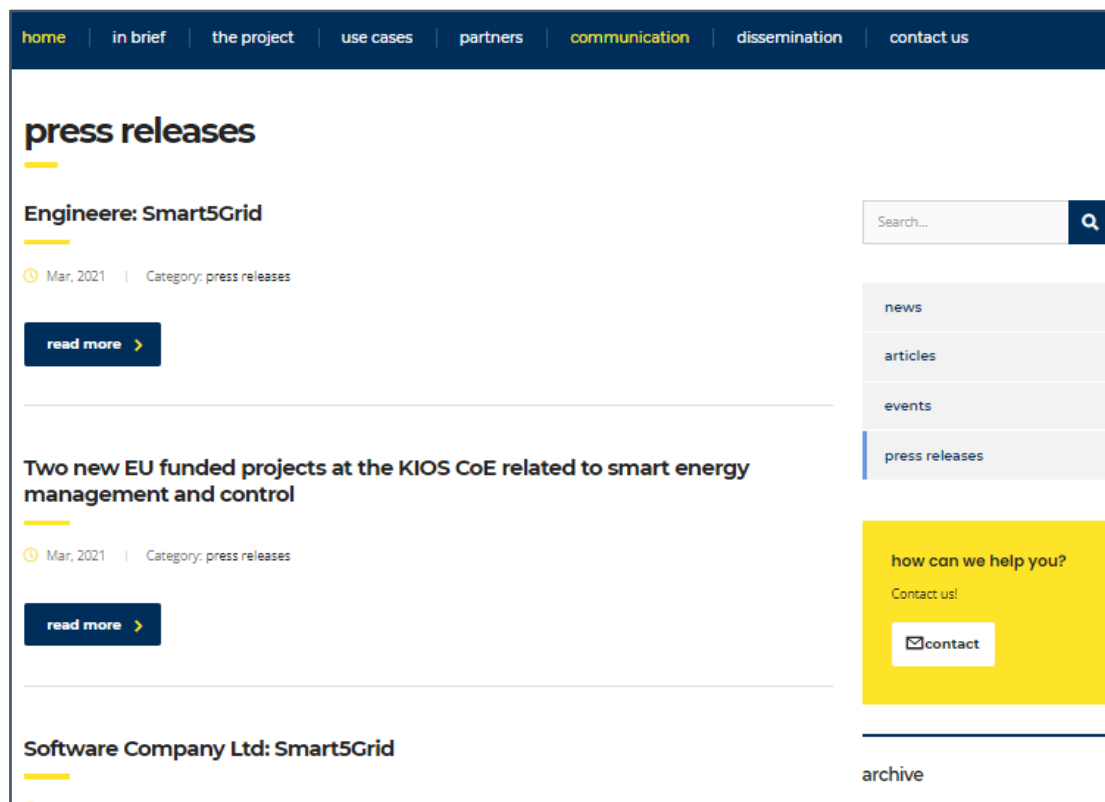 home in brief the project use cases partners communication dissemination contact us
press releases
Engineere: Smart5Grid
Mar, 2021 | Category: press releases
read more
Two new EU funded projects at the KIOS CoE related to smart energy
management and control
Mar, 2021 | Category: press releases
read more
Software Company Ltd: Smart5Grid
Search...
news
articles
events
press releases
how can we help you?
Contact us!
contact
archive